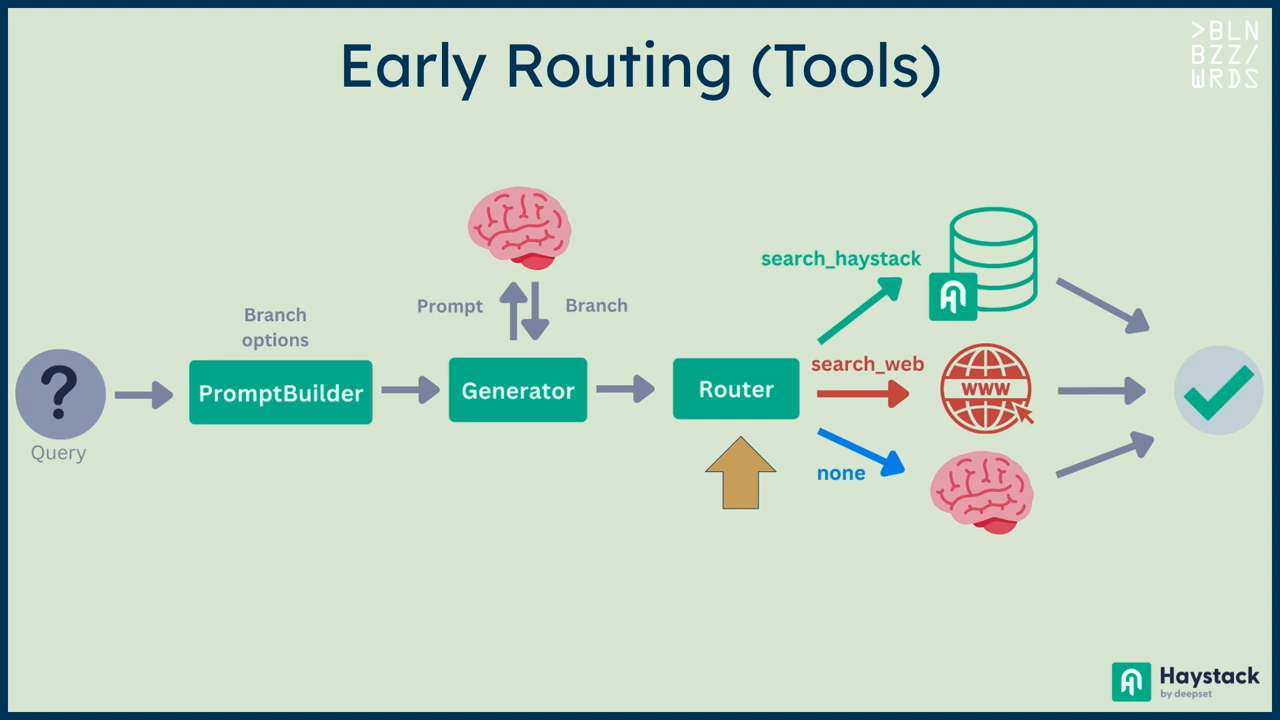 Early Routing (Tools)
>BLN
BZZ/
WRDS
search_haystack
Prompt
Branch
Branch
options
search_web
www
?
PromptBuilder
Generator
Router
Query
none
Haystack
by deepset